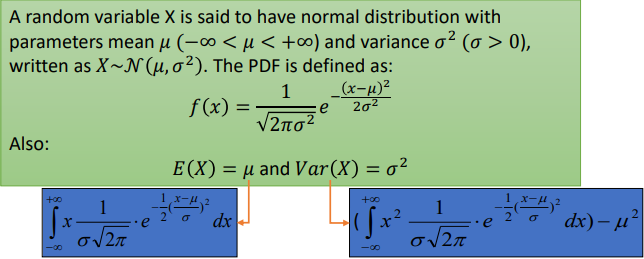 A random variable X is said to have normal distribution with
parameters mean μ (−∞ < μ < +∞) and variance σ² (σ > 0),
written as X~𝒩(μ, σ²). The PDF is defined as:
f(x) = 1/√(2πσ²) e^(−(x−μ)²/(2σ²))
Also:
E(X) = μ and Var(X) = σ²
∫_{−∞}^{+∞} x · 1/(σ√(2π)) · e^(−½((x−μ)/σ)²) dx
(∫_{−∞}^{+∞} x² 1/(σ√(2π)) · e^(−½((x−μ)/σ)²) dx) − μ²